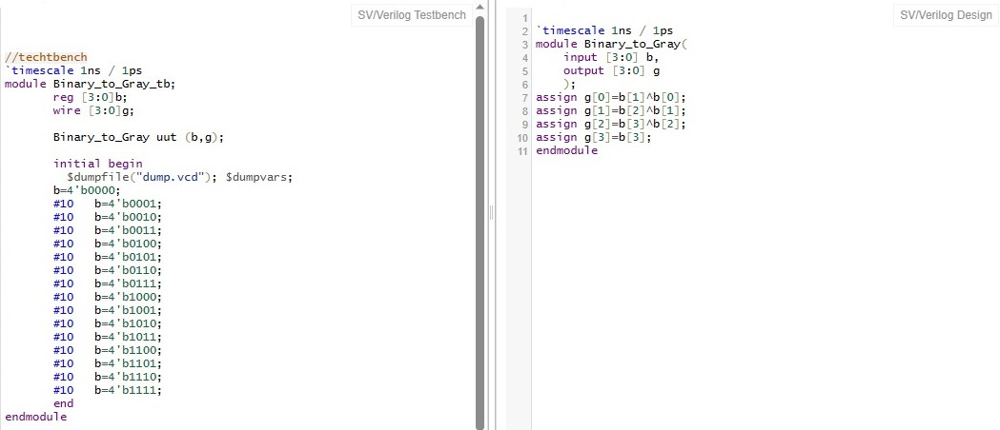 SV/Verilog Testbench
//techtbench
`timescale 1ns / 1ps
module Binary_to_Gray_tb;
reg [3:0]b;
wire [3:0]g;
Binary_to_Gray uut (b,g);
initial begin
$dumpfile("dump.vcd"); $dumpvars;
b=4'b0000;
#10 b=4'b0001;
#10 b=4'b0010;
#10 b=4'b0011;
#10 b=4'b0100;
#10 b=4'b0101;
#10 b=4'b0110;
#10 b=4'b0111;
#10 b=4'b1000;
#10 b=4'b1001;
#10 b=4'b1010;
#10 b=4'b1011;
#10 b=4'b1100;
#10 b=4'b1101;
#10 b=4'b1110;
#10 b=4'b1111;
end
endmodule
SV/Verilog Design
1
2 `timescale 1ns / 1ps
3 module Binary_to_Gray(
4 input [3:0] b,
5 output [3:0] g
6 );
7 assign g[0]=b[1]^b[0];
8 assign g[1]=b[2]^b[1];
9 assign g[2]=b[3]^b[2];
10 assign g[3]=b[3];
11 endmodule